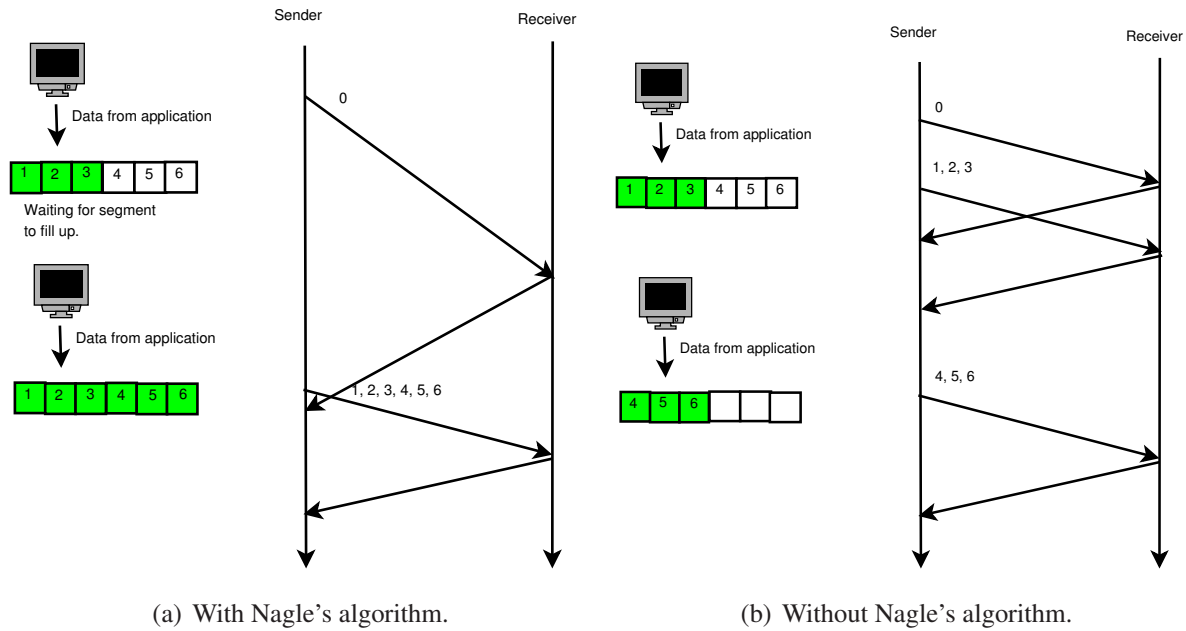 Sender
Receiver
0
Data from application
1 2 3 4 5 6
Waiting for segment
to fill up.
Data from application
1, 2, 3, 4, 5, 6
1 2 3 4 5 6
(a) With Nagle's algorithm.
Sender
Receiver
0
Data from application
1, 2, 3
1 2 3 4 5 6
Data from application
4, 5, 6
4 5 6
(b) Without Nagle's algorithm.